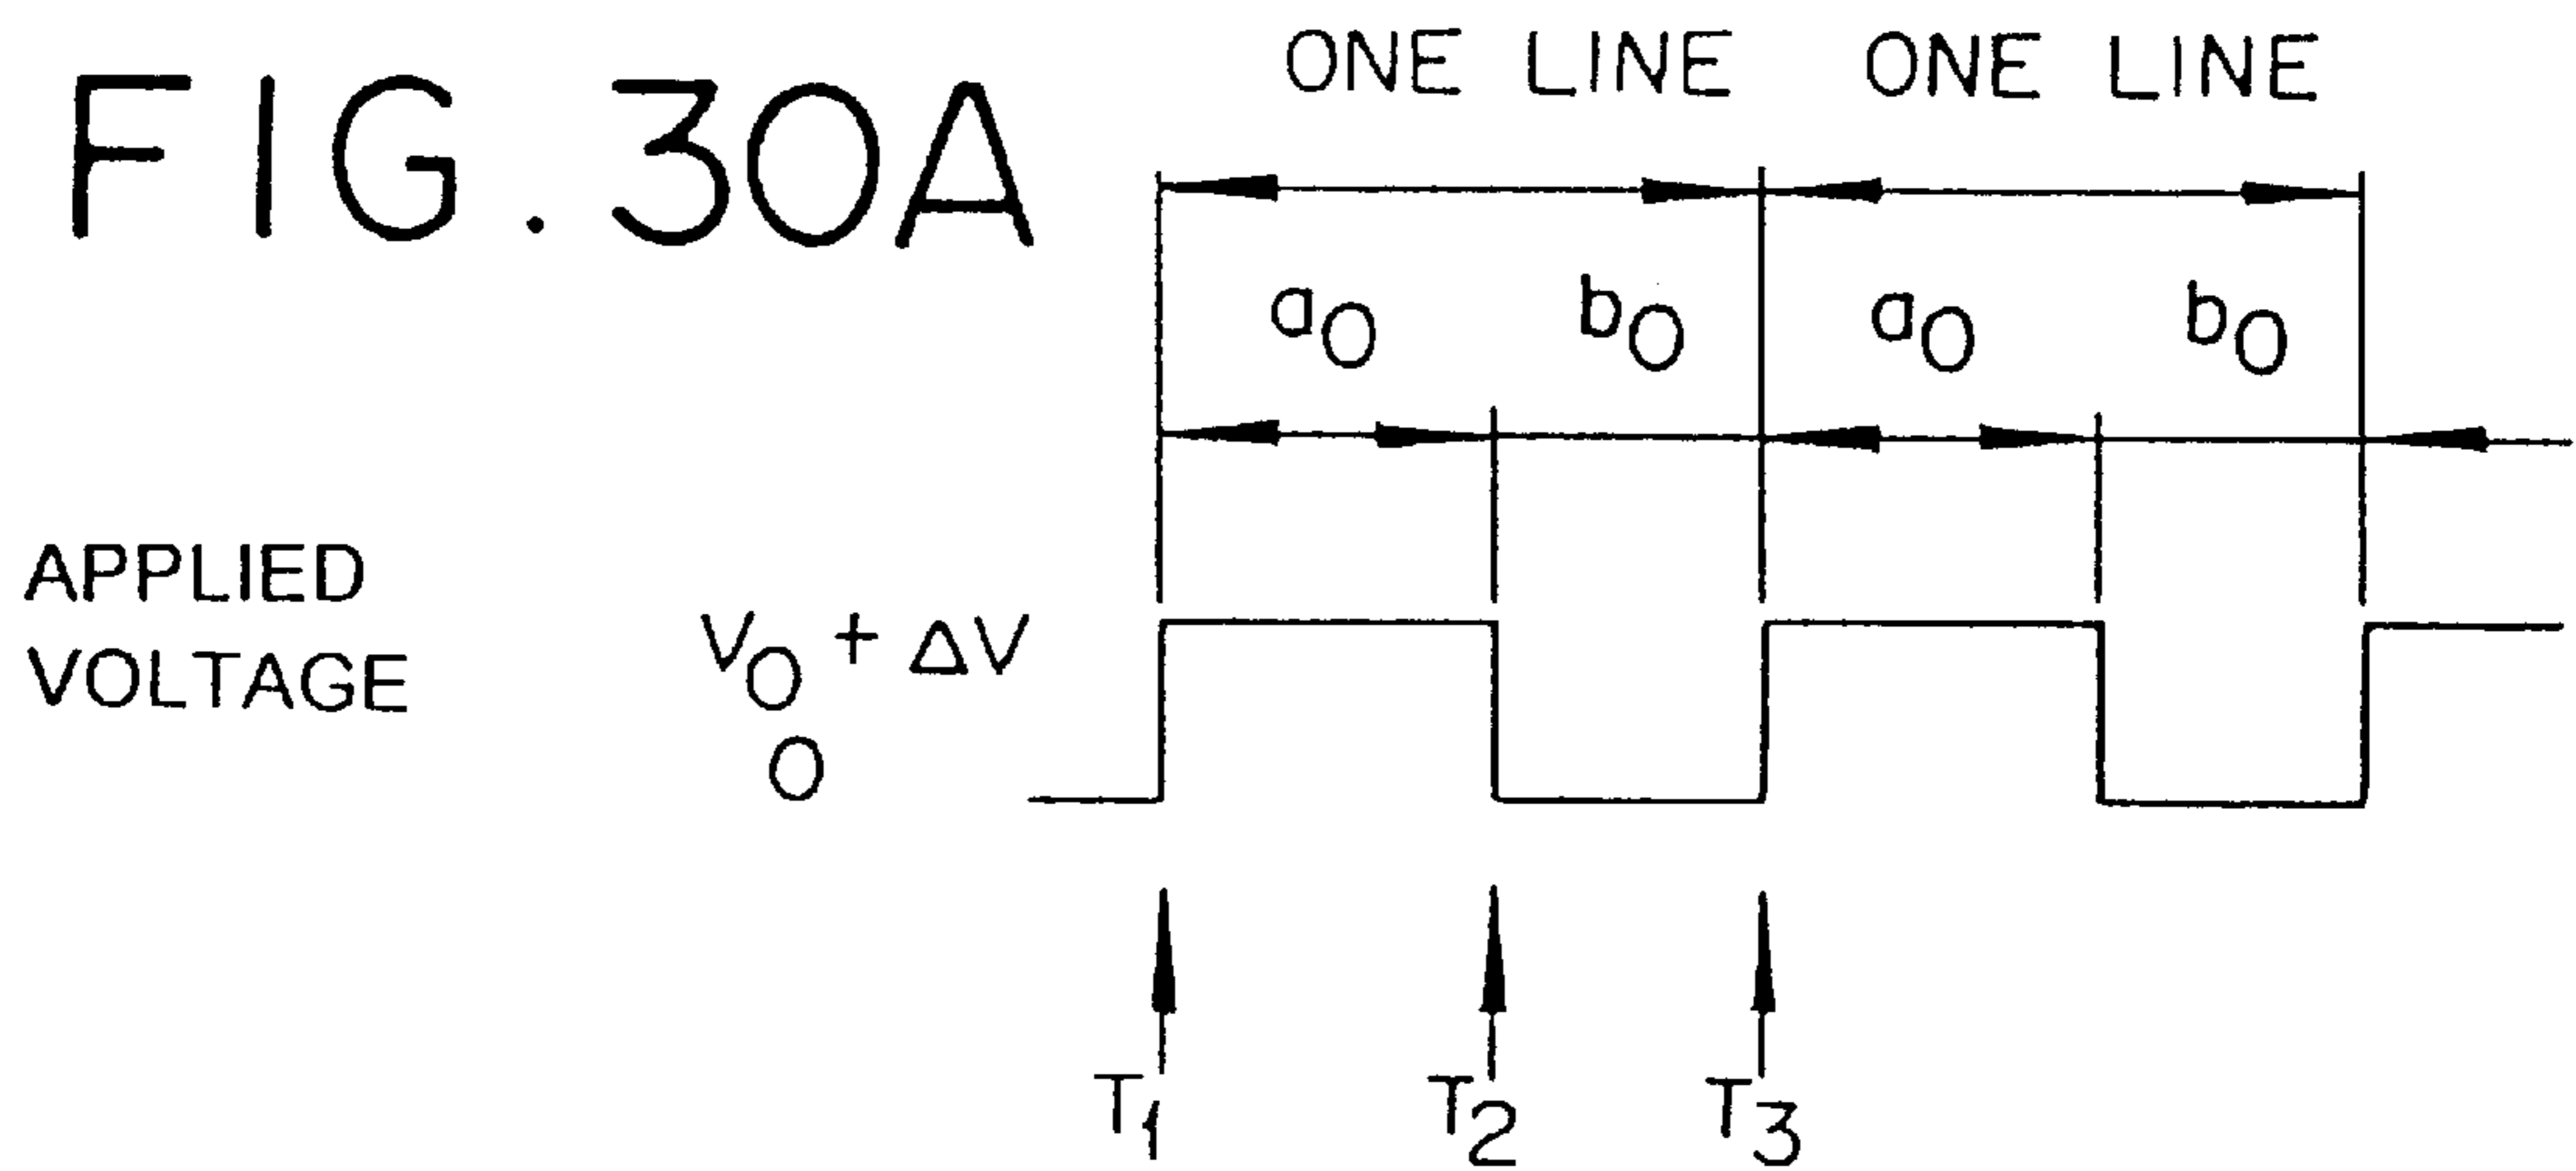 FIG. 30A
ONE LINE ONE LINE
a0 b0 a0 b0
APPLIED
VOLTAGE
V0 + ΔV
0
T1 T2 T3